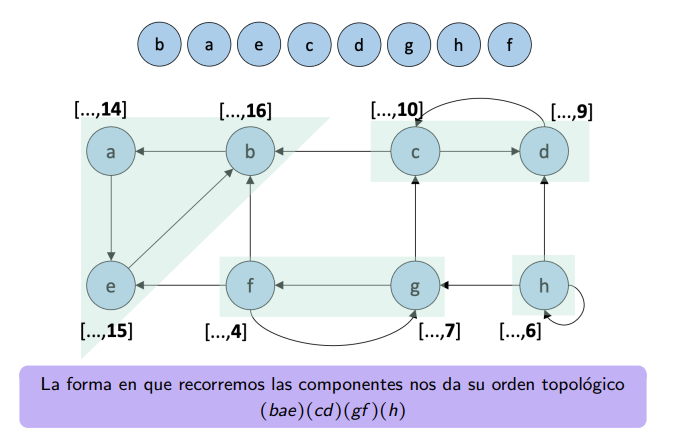 b a e c d g h f
[...,14] [...,16] [...,10] [...,9]
a b c d
e f g h
[...,15] [...,4] [...,7] [...,6]
La forma en que recorremos las componentes nos da su orden topológico
(bae)(cd)(gf)(h)